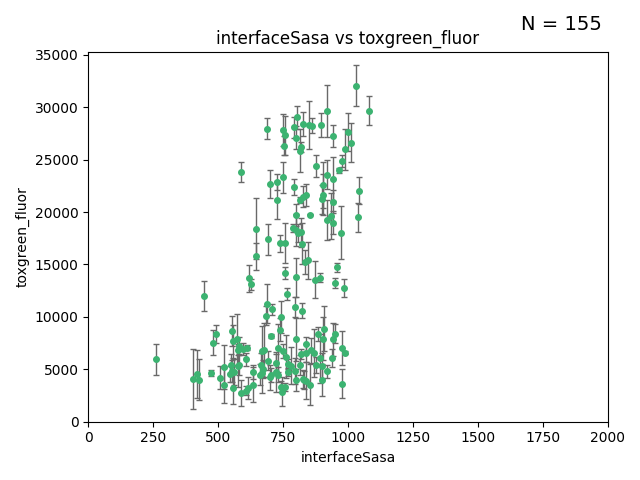 N = 155
interfaceSasa vs toxgreen_fluor
35000
30000
25000
20000
15000
10000
5000
0
toxgreen_fluor
0 250 500 750 1000 1250 1500 1750 2000
interfaceSasa